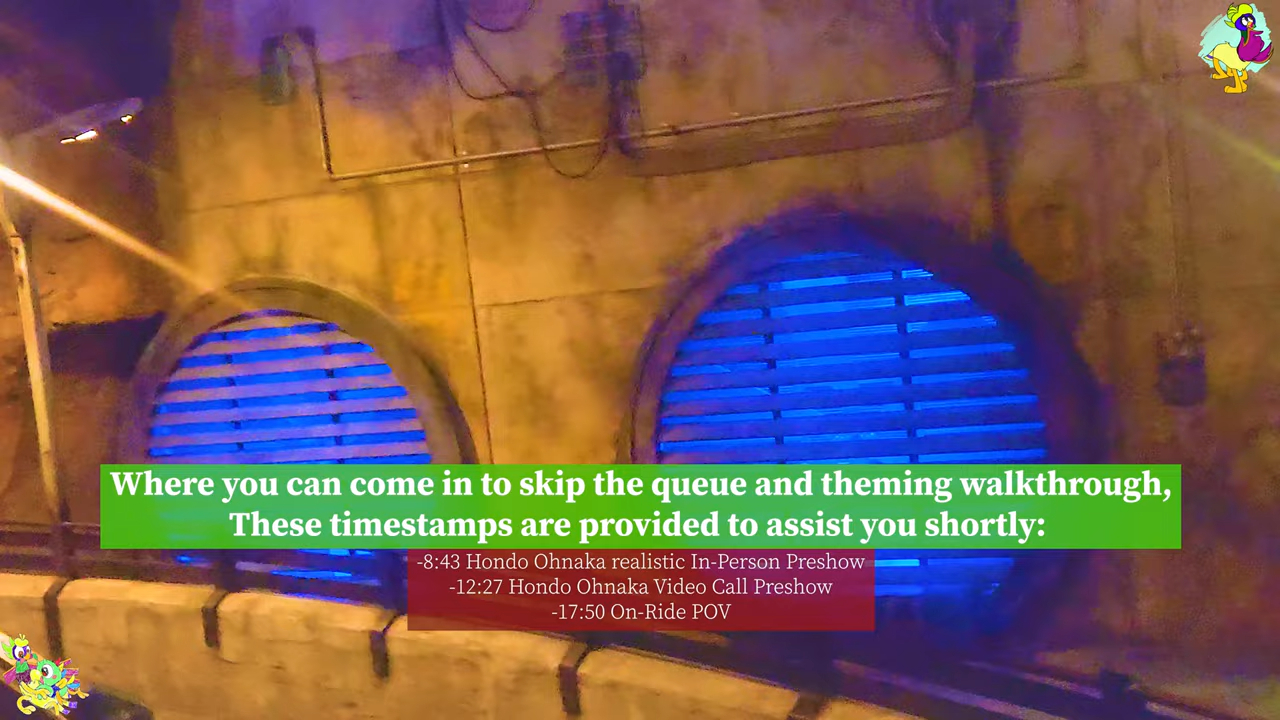 Where you can come in to skip the queue and theming walkthrough,
These timestamps are provided to assist you shortly:
-8:43 Hondo Ohnaka realistic In-Person Preshow
-12:27 Hondo Ohnaka Video Call Preshow
-17:50 On-Ride POV